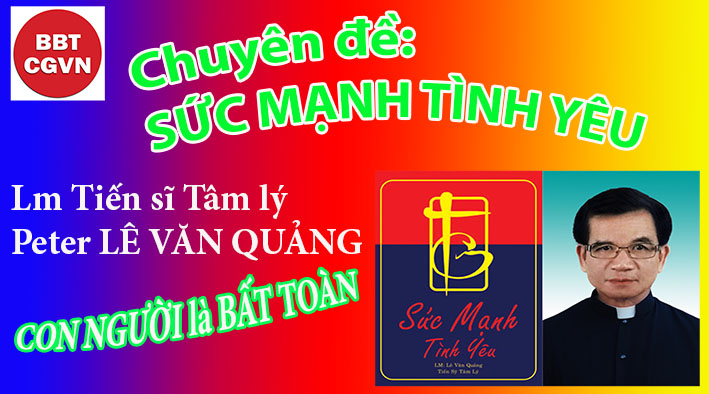 BBT
CGVN
Chuyên đề:
SỨC MẠNH TÌNH YÊU
Lm Tiến sĩ Tâm lý
Peter LÊ VĂN QUẢNG
CON NGƯỜI là BẤT TOÀN
Sức Mạnh
Tình Yêu
LM. Lê Văn Quảng
Tiến Sỹ Tâm Lý